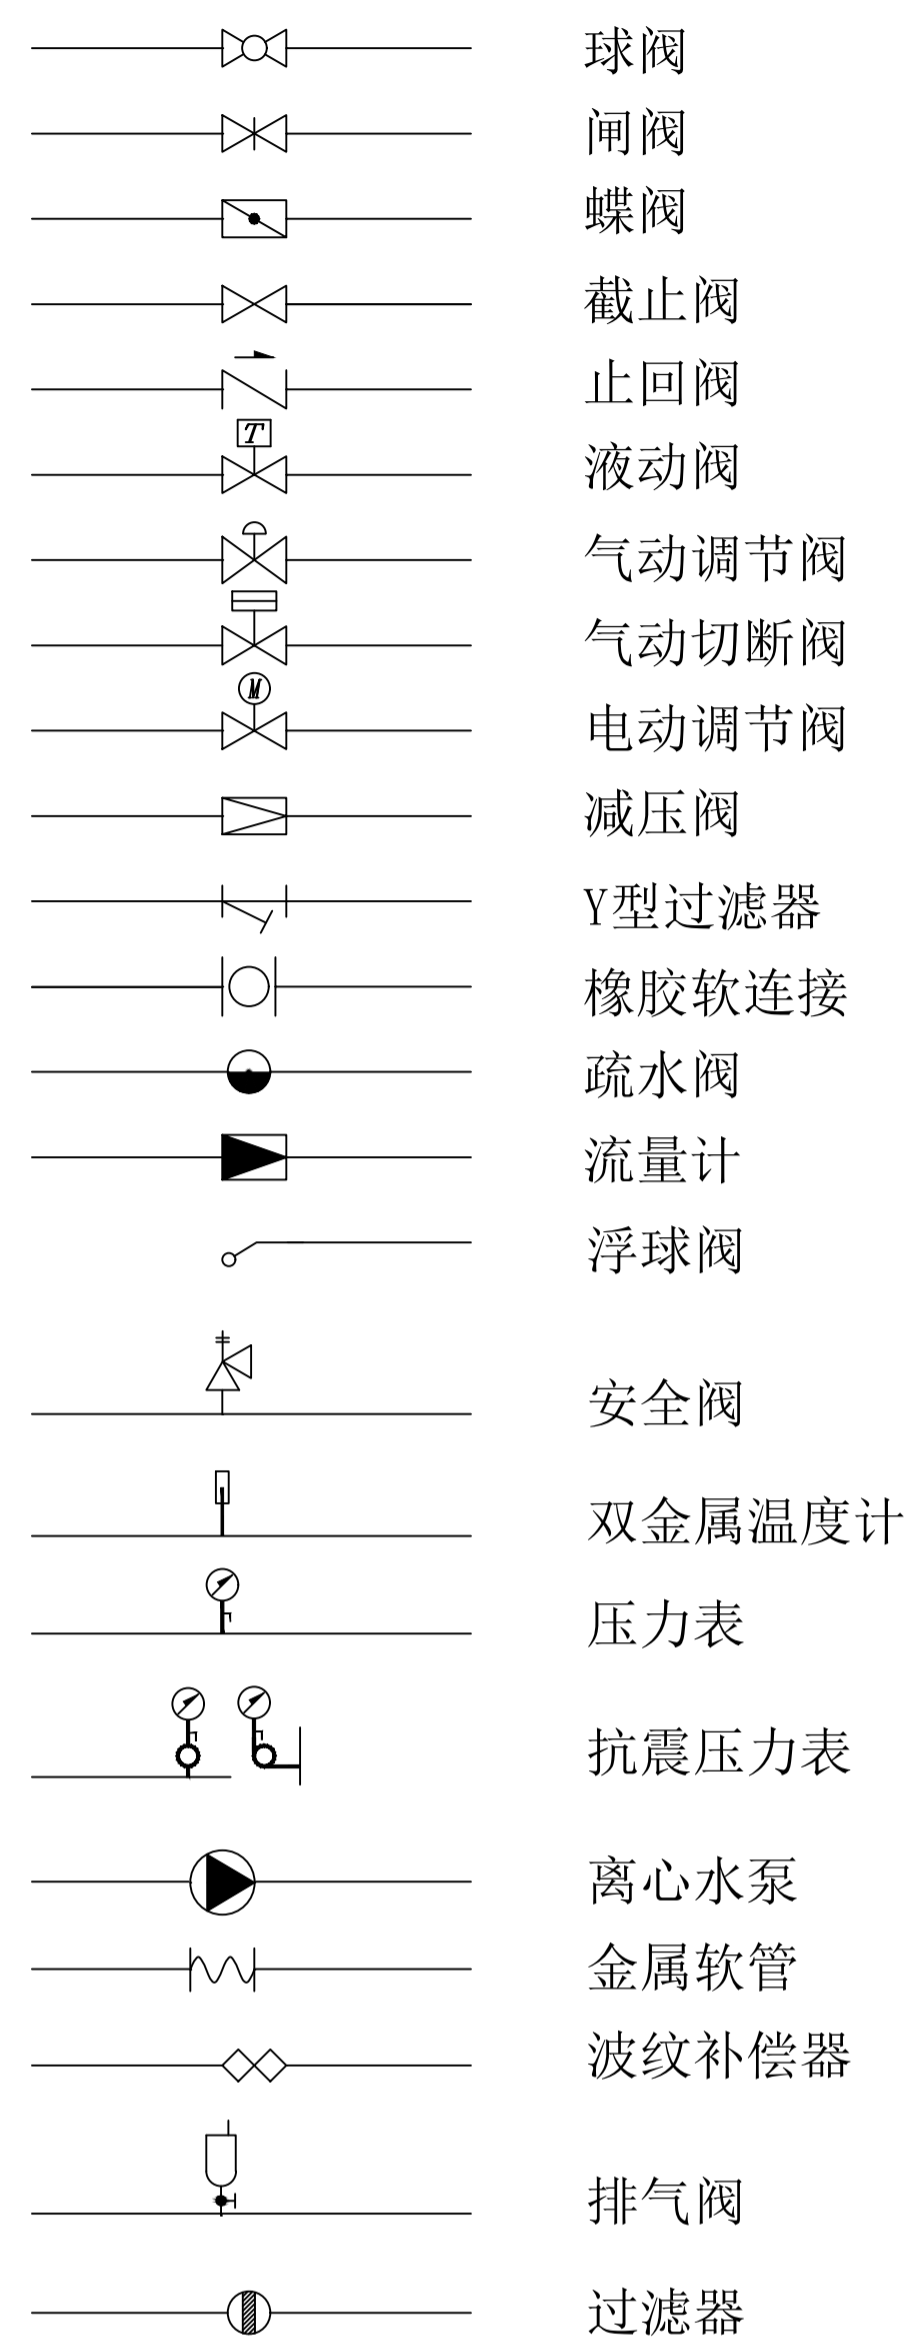 球阀
闸阀
蝶阀
截止阀
止回阀
T
液动阀
气动调节阀
气动切断阀
M
电动调节阀
减压阀
Y型过滤器
橡胶软连接
疏水阀
流量计
浮球阀
安全阀
双金属温度计
压力表
抗震压力表
离心水泵
金属软管
波纹补偿器
排气阀
过滤器